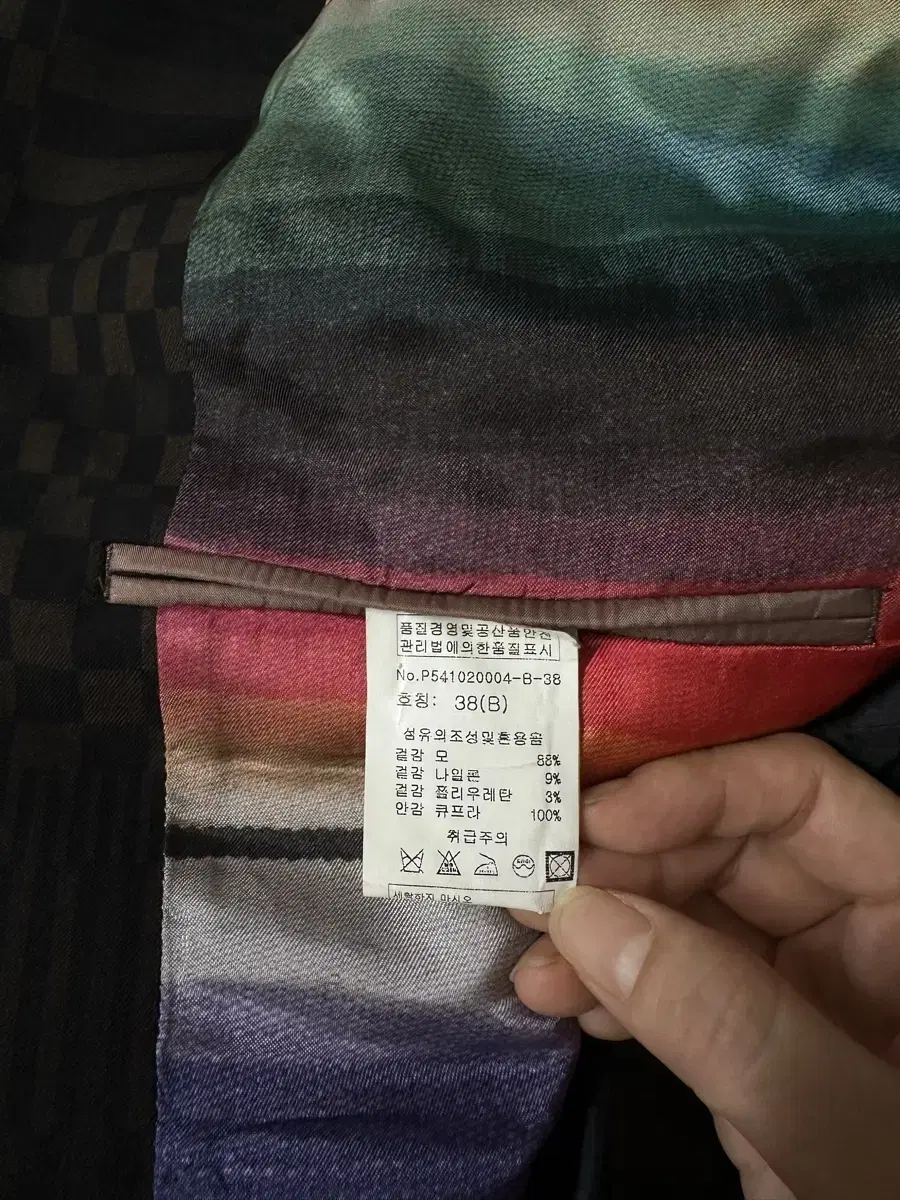 품질경영및공산품안전
관리법에의한품질표시
No.P541020004-B-38
호칭: 38(B)
섬유의조성및혼용율
겉감 모 88%
겉감 나일론 9%
겉감 폴리우레탄 3%
안감 큐프라 100%
취급주의